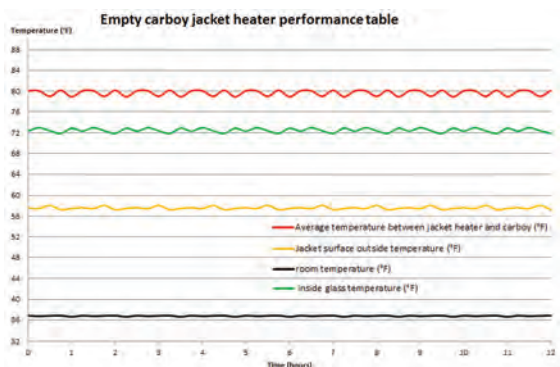 Empty carboy jacket heater performance table
Temperature (°F)
88
84
80
76
72
68
64
60
56
52
48
44
40
36
32
Average temperature between jacket heater and carboy (°F)
Jacket surface outside temperature (°F)
room temperature (°F)
Inside glass temperature (°F)
0 1 2 3 4 5 6 7 8 9 10 11 12
Time (hours)